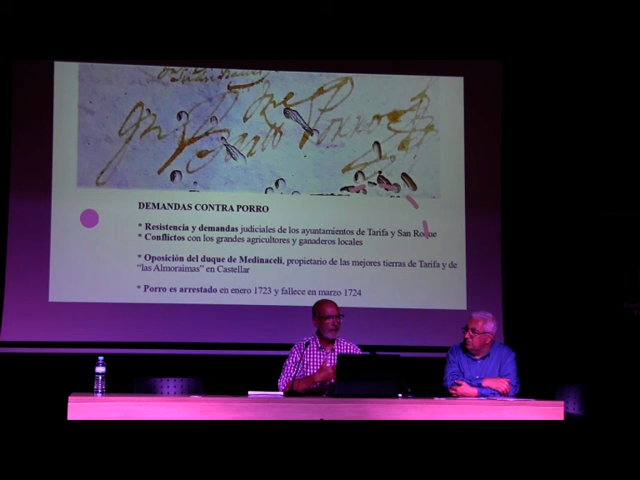 DEMANDAS CONTRA PORRO
* Resistencia y demandas judiciales de los ayuntamientos de Tarifa y San Roque
* Conflictos con los grandes agricultores y ganaderos locales
* Oposición del duque de Medinaceli, propietario de las mejores tierras de Tarifa y de
“las Almoraimas” en Castellar
* Porro es arrestado en enero 1723 y fallece en marzo 1724